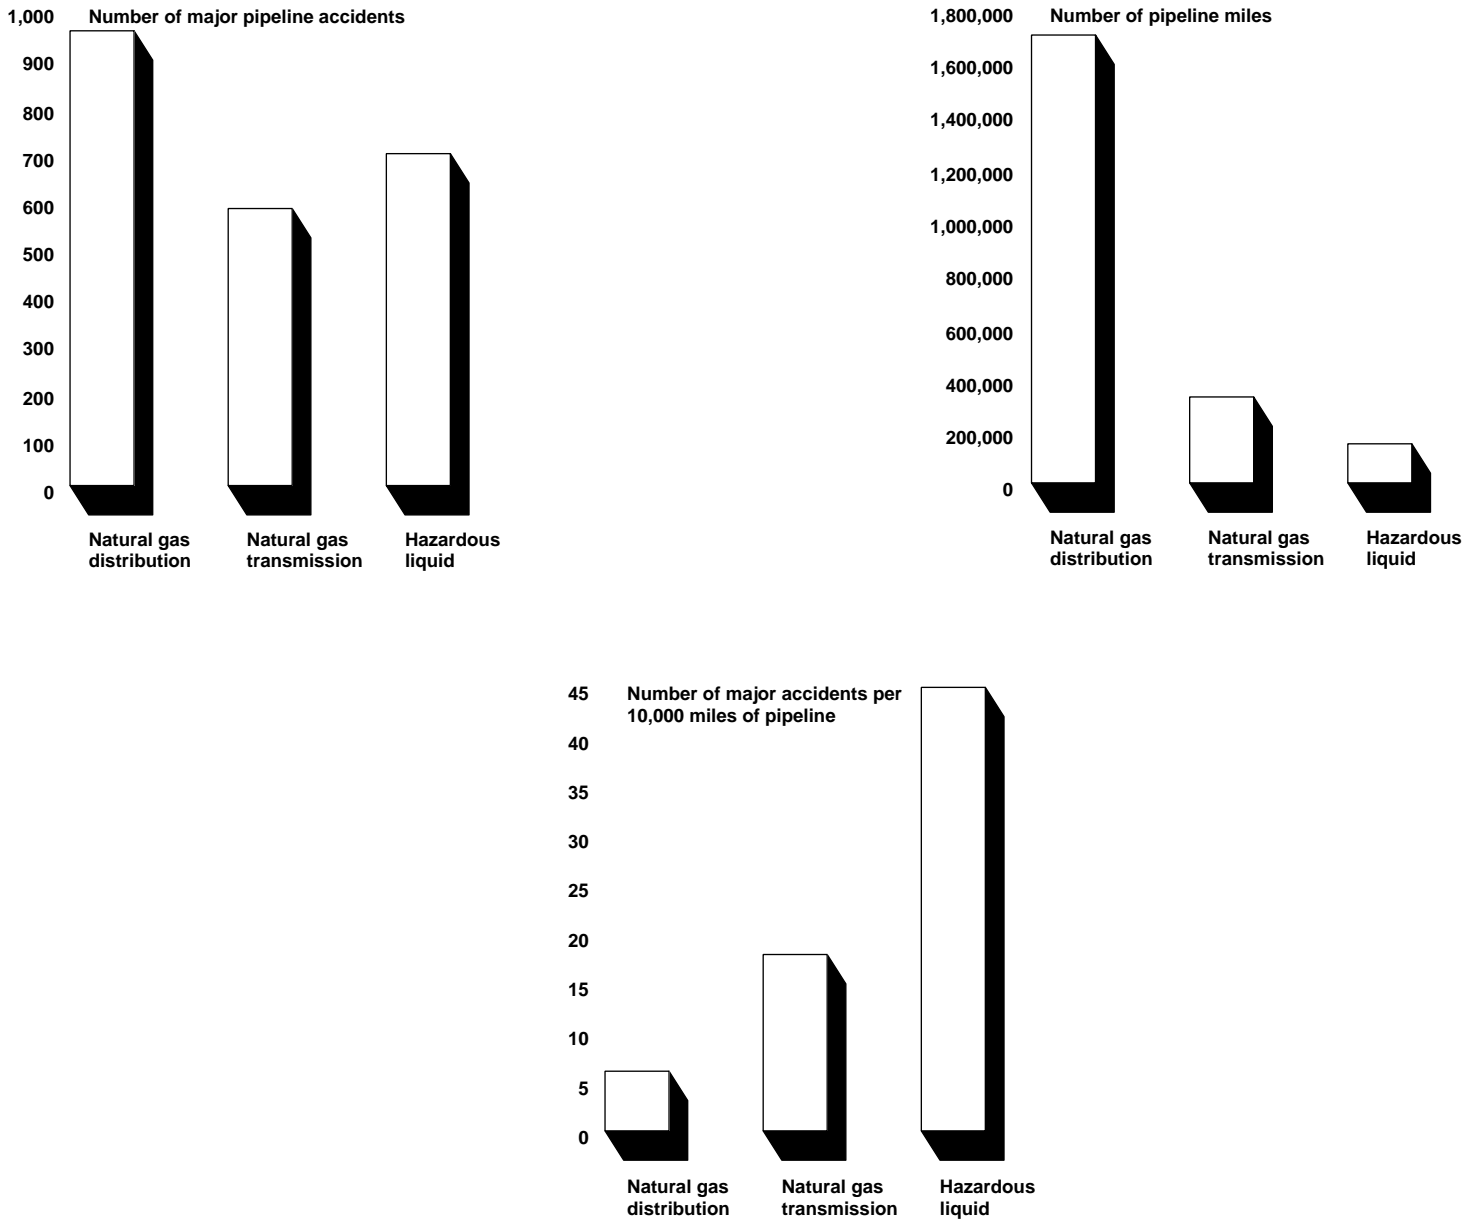 Number of major pipeline accidents
1,000
900
800
700
600
500
400
300
200
100
0
Natural gas
distribution
Natural gas
transmission
Hazardous
liquid
Number of pipeline miles
1,800,000
1,600,000
1,400,000
1,200,000
1,000,000
800,000
600,000
400,000
200,000
0
Natural gas
distribution
Natural gas
transmission
Hazardous
liquid
Number of major accidents per
10,000 miles of pipeline
45
40
35
30
25
20
15
10
5
0
Natural gas
distribution
Natural gas
transmission
Hazardous
liquid